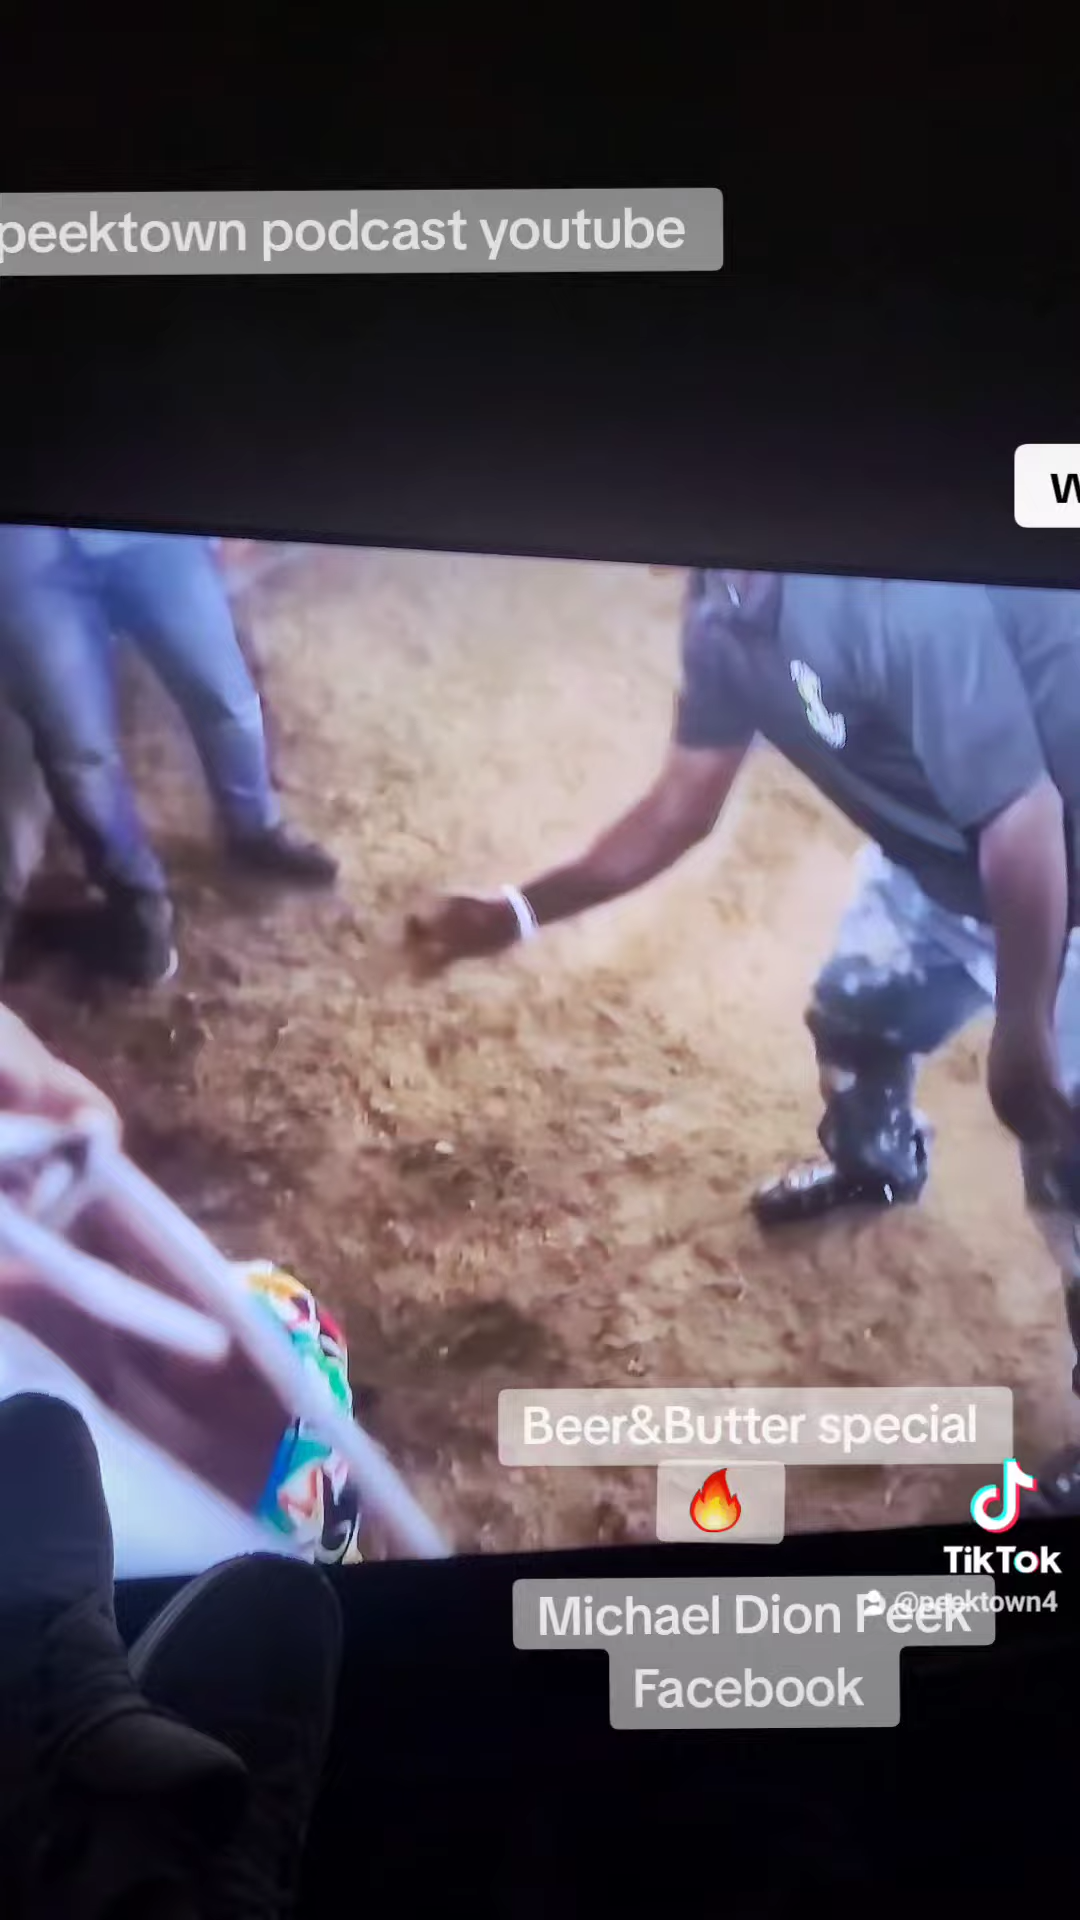 peektown podcast youtube
Beer&Butter special
🔥
TikTok
@peektown4
Michael Dion Peek
Facebook